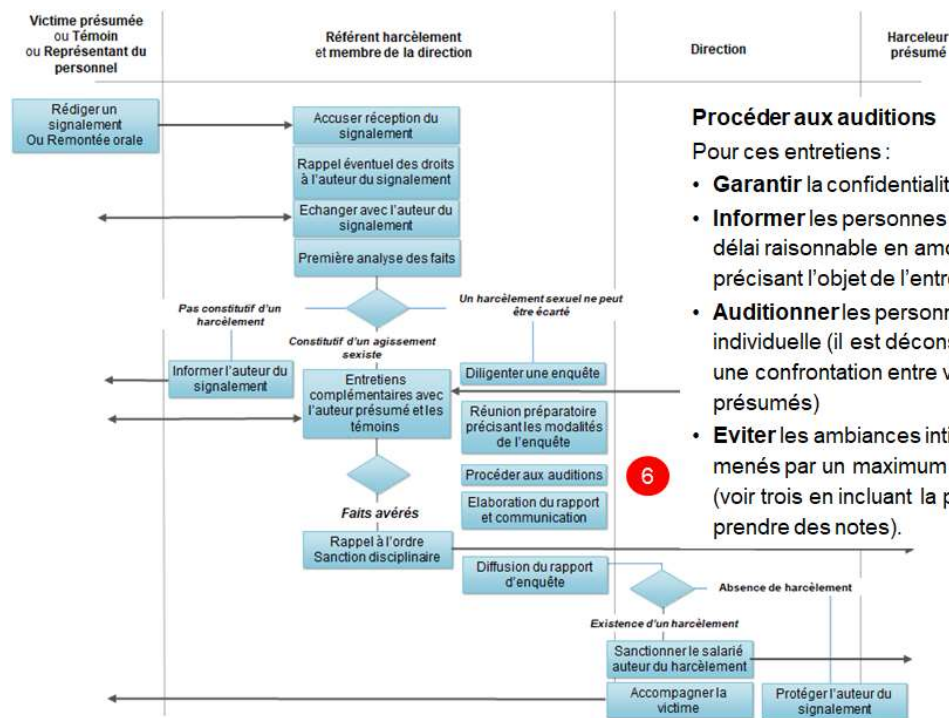 Victime présumée
ou Témoin
ou Représentant du
personnel
Référent harcèlement
et membre de la direction
Direction
Harceleur
présumé
Rédiger un
signalement
Ou Remontée orale
Accuser réception du
signalement
Rappel éventuel des droits
à l'auteur du signalement
Echanger avec l'auteur du
signalement
Première analyse des faits
Pas constitutif d'un
harcèlement
Un harcèlement sexuel ne peut
être écarté
Constitutif d'un agissement
sexiste
Informer l'auteur du
signalement
Entretiens
complémentaires avec
l'auteur présumé et les
témoins
Diligenter une enquête
Réunion préparatoire
précisant les modalités
de l'enquête
Procéder aux auditions
6
Elaboration du rapport
et communication
Faits avérés
Rappel à l'ordre
Sanction disciplinaire
Diffusion du rapport
d'enquête
Absence de harcèlement
Existence d'un harcèlement
Sanctionner le salarié
auteur du harcèlement
Accompagner la
victime
Protéger l'auteur du
signalement
Procéder aux auditions
Pour ces entretiens :
• Garantir la
• Informer les personnes
délai raisonnable en
précisant l'objet de
• Auditionner les
individuelle (il est
une confrontation entre
présumés)
• Eviter les ambiances
menés par un maximum
(voir trois en incluant la
prendre des notes).